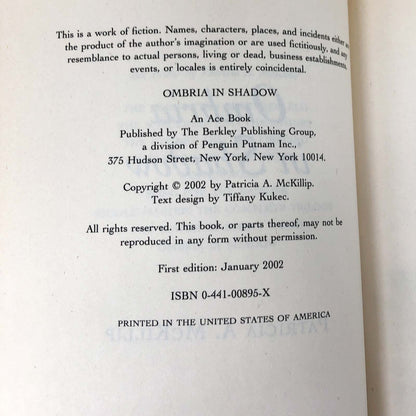 This is a work of fiction. Names, characters, places, and incidents either are
the product of the author's imagination or are used fictitiously, and any
resemblance to actual persons, living or dead, business establishments,
events, or locales is entirely coincidental.
OMBRIA IN SHADOW
An Ace Book
Published by The Berkley Publishing Group,
a division of Penguin Putnam Inc.,
375 Hudson Street, New York, New York 10014.
Copyright © 2002 by Patricia A. McKillip.
Text design by Tiffany Kukec.
All rights reserved. This book, or parts thereof, may not be
reproduced in any form without permission.
First edition: January 2002
ISBN 0-441-00895-X
PRINTED IN THE UNITED STATES OF AMERICA